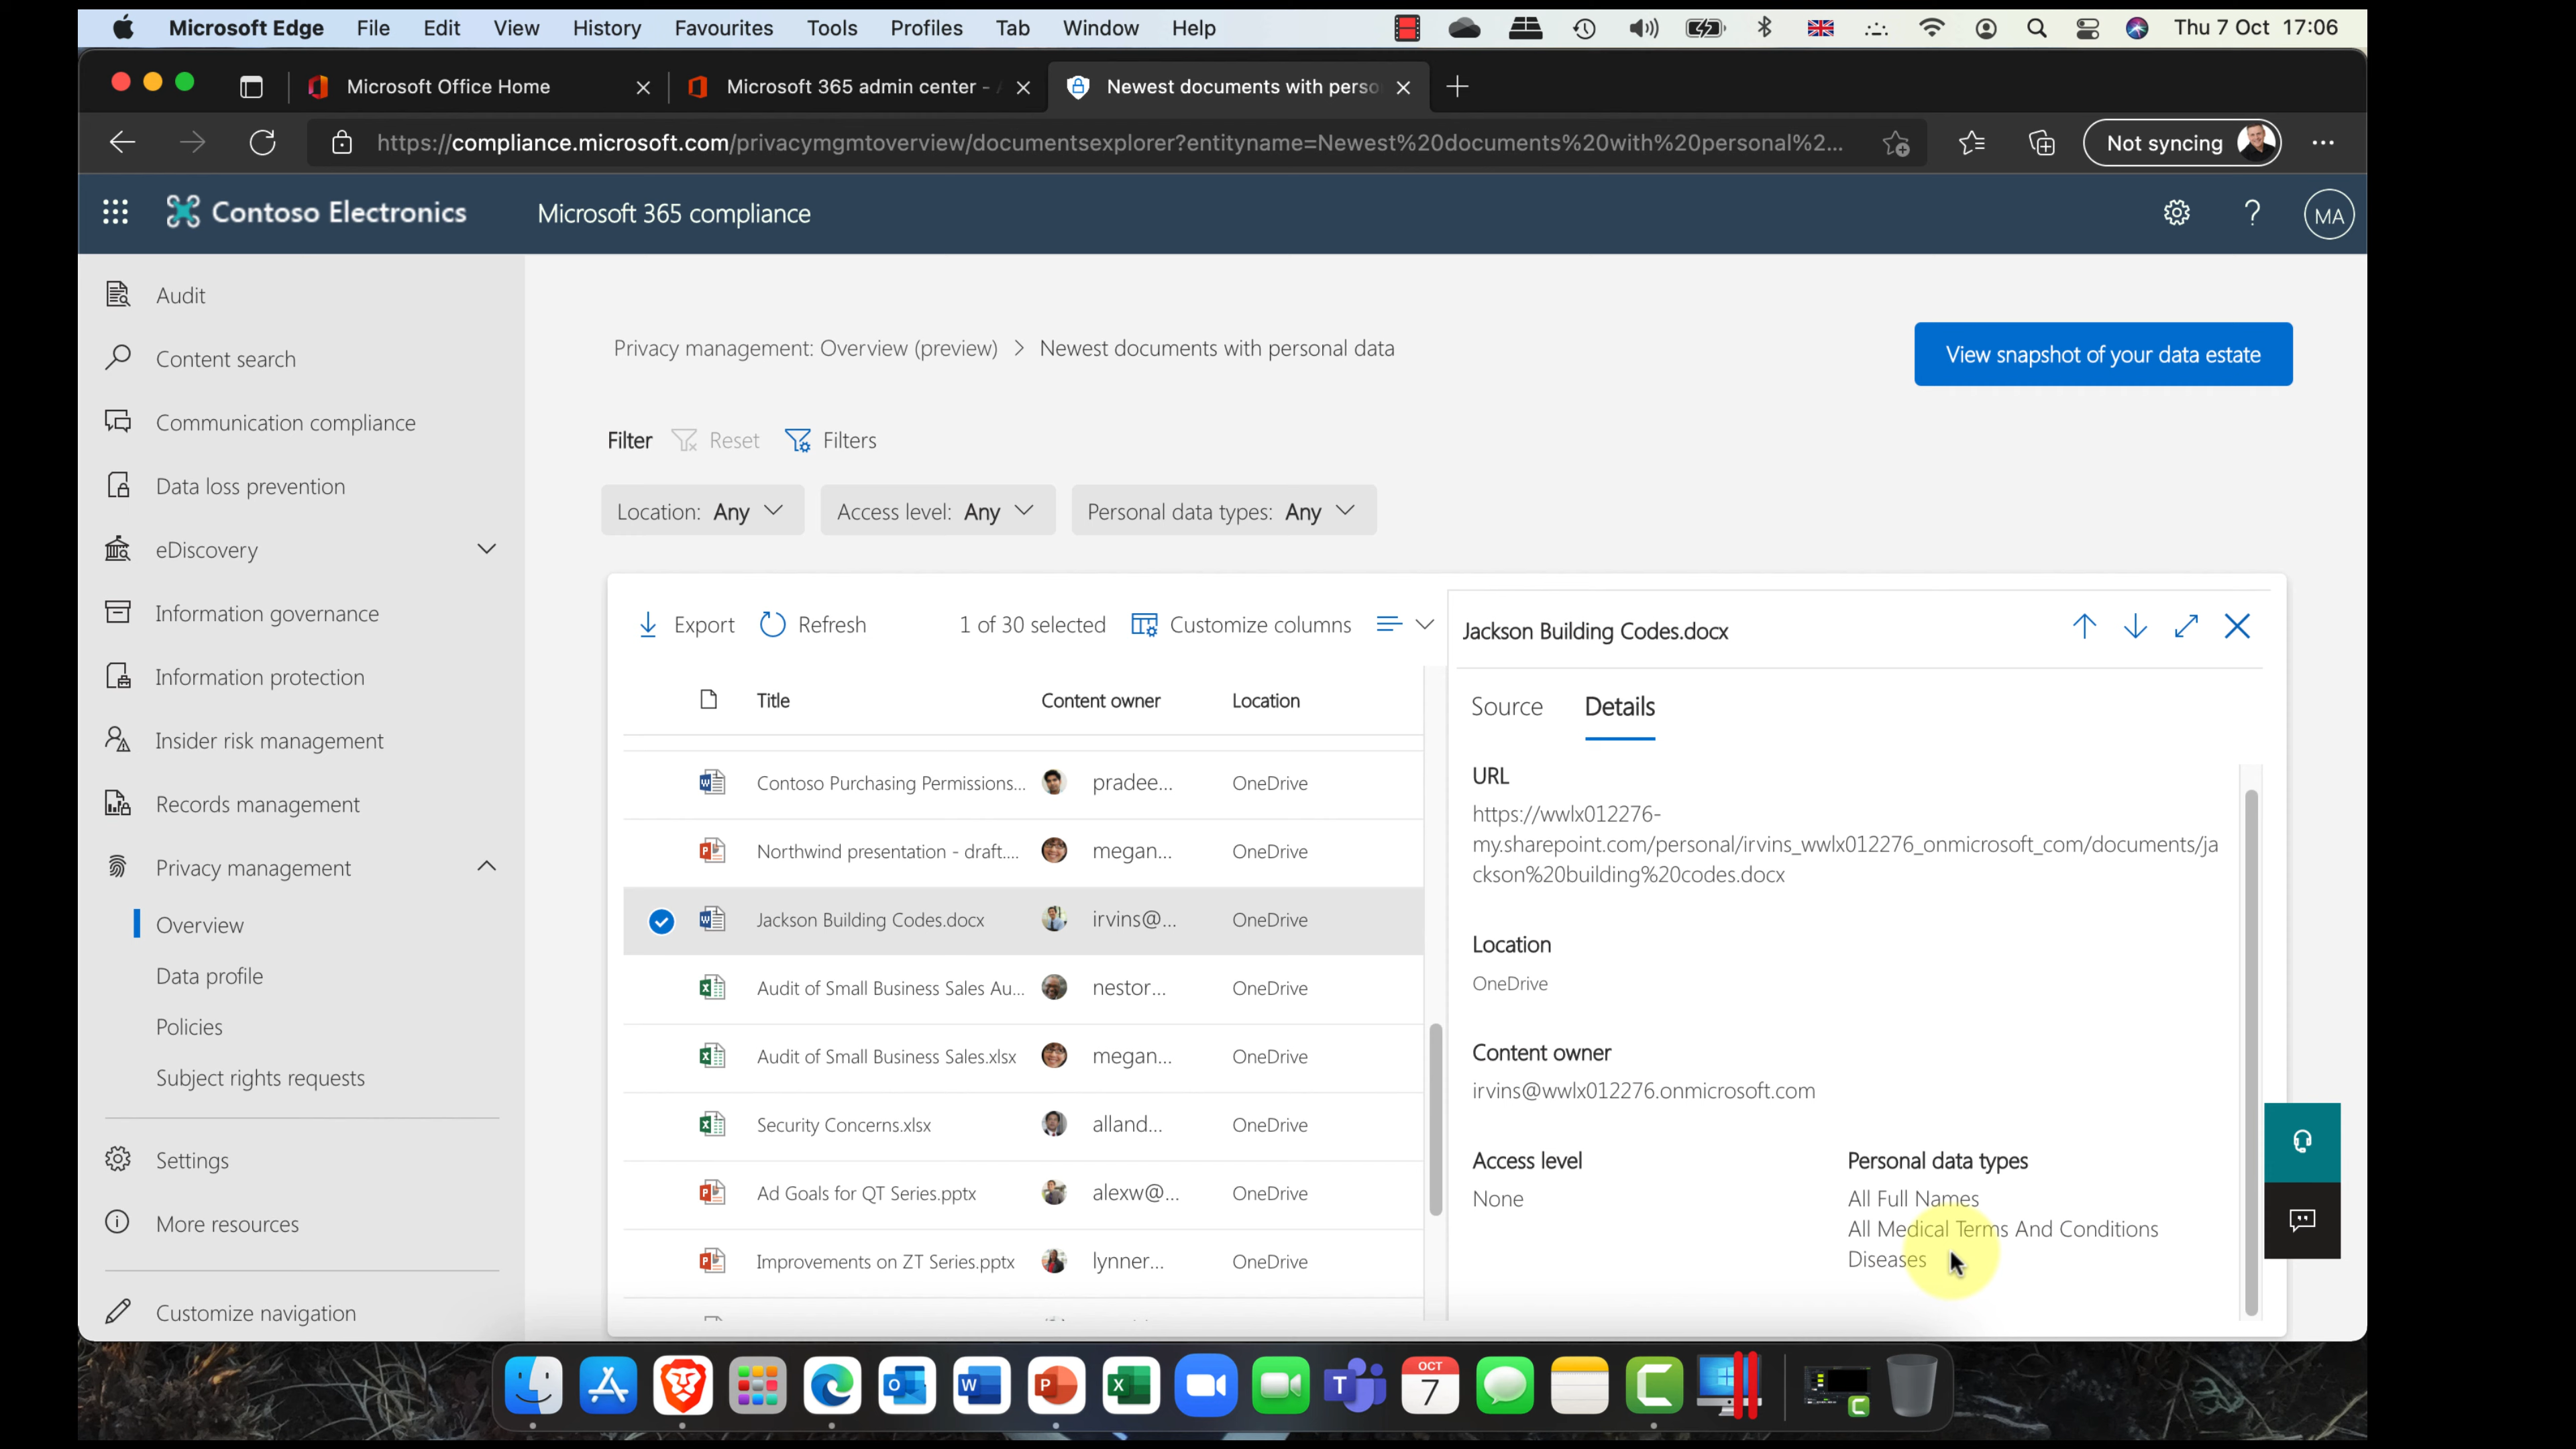 Microsoft Edge File Edit View History Favourites Tools Profiles Tab Window Help Thu 7 Oct 17:06
Microsoft Office Home
Microsoft 365 admin center -
Newest documents with perso
https://compliance.microsoft.com/privacymgmtoverview/documentsexplorer?entityname=Newest%20documents%20with%20personal%2...
Not syncing
Contoso Electronics
Microsoft 365 compliance
MA
Audit
Content search
Communication compliance
Data loss prevention
eDiscovery
Information governance
Information protection
Insider risk management
Records management
Privacy management
Overview
Data profile
Policies
Subject rights requests
Settings
More resources
Customize navigation
Privacy management: Overview (preview) > Newest documents with personal data
View snapshot of your data estate
Filter Reset Filters
Location: Any Access level: Any Personal data types: Any
Export Refresh 1 of 30 selected Customize columns
Title Content owner Location
Contoso Purchasing Permissions... pradee... OneDrive
Northwind presentation - draft.... megan... OneDrive
Jackson Building Codes.docx irvins@... OneDrive
Audit of Small Business Sales Au... nestor... OneDrive
Audit of Small Business Sales.xlsx megan... OneDrive
Security Concerns.xlsx alland... OneDrive
Ad Goals for QT Series.pptx alexw@... OneDrive
Improvements on ZT Series.pptx lynner... OneDrive
Jackson Building Codes.docx
Source Details
URL
https://wwlx012276-
my.sharepoint.com/personal/irvins_wwlx012276_onmicrosoft_com/documents/ja
ckson%20building%20codes.docx
Location
OneDrive
Content owner
irvins@wwlx012276.onmicrosoft.com
Access level Personal data types
None All Full Names
All Medical Terms And Conditions
Diseases
OCT
7